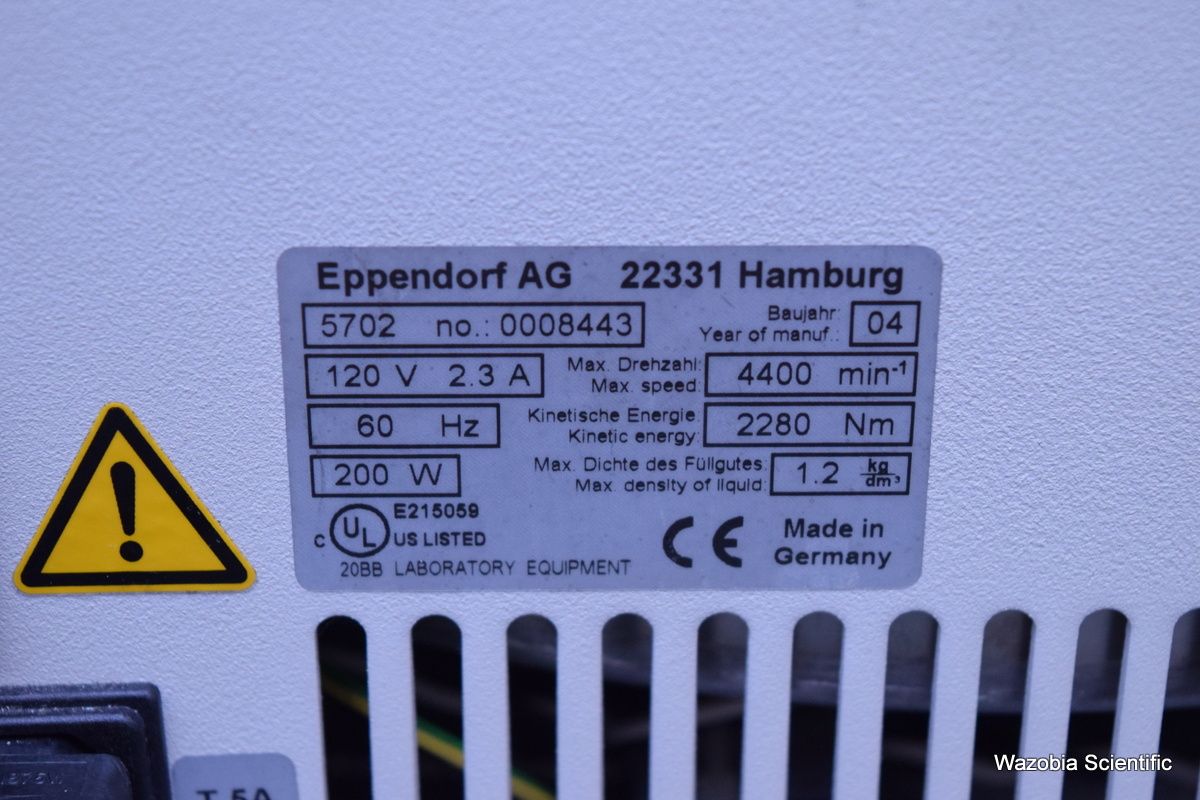 Eppendorf AG 22331 Hamburg
5702 no.: 0008443
Baujahr:
Year of manuf.:
04
120 V 2.3 A
Max. Drehzahl:
Max. speed:
4400 min⁻¹
60 Hz
Kinetische Energie:
Kinetic energy:
2280 Nm
200 W
Max. Dichte des Füllgutes:
Max. density of liquid:
1.2 kg/dm³
c UL US LISTED
E215059
20BB LABORATORY EQUIPMENT
CE
Made in
Germany
T 5A
Wazobia Scientific